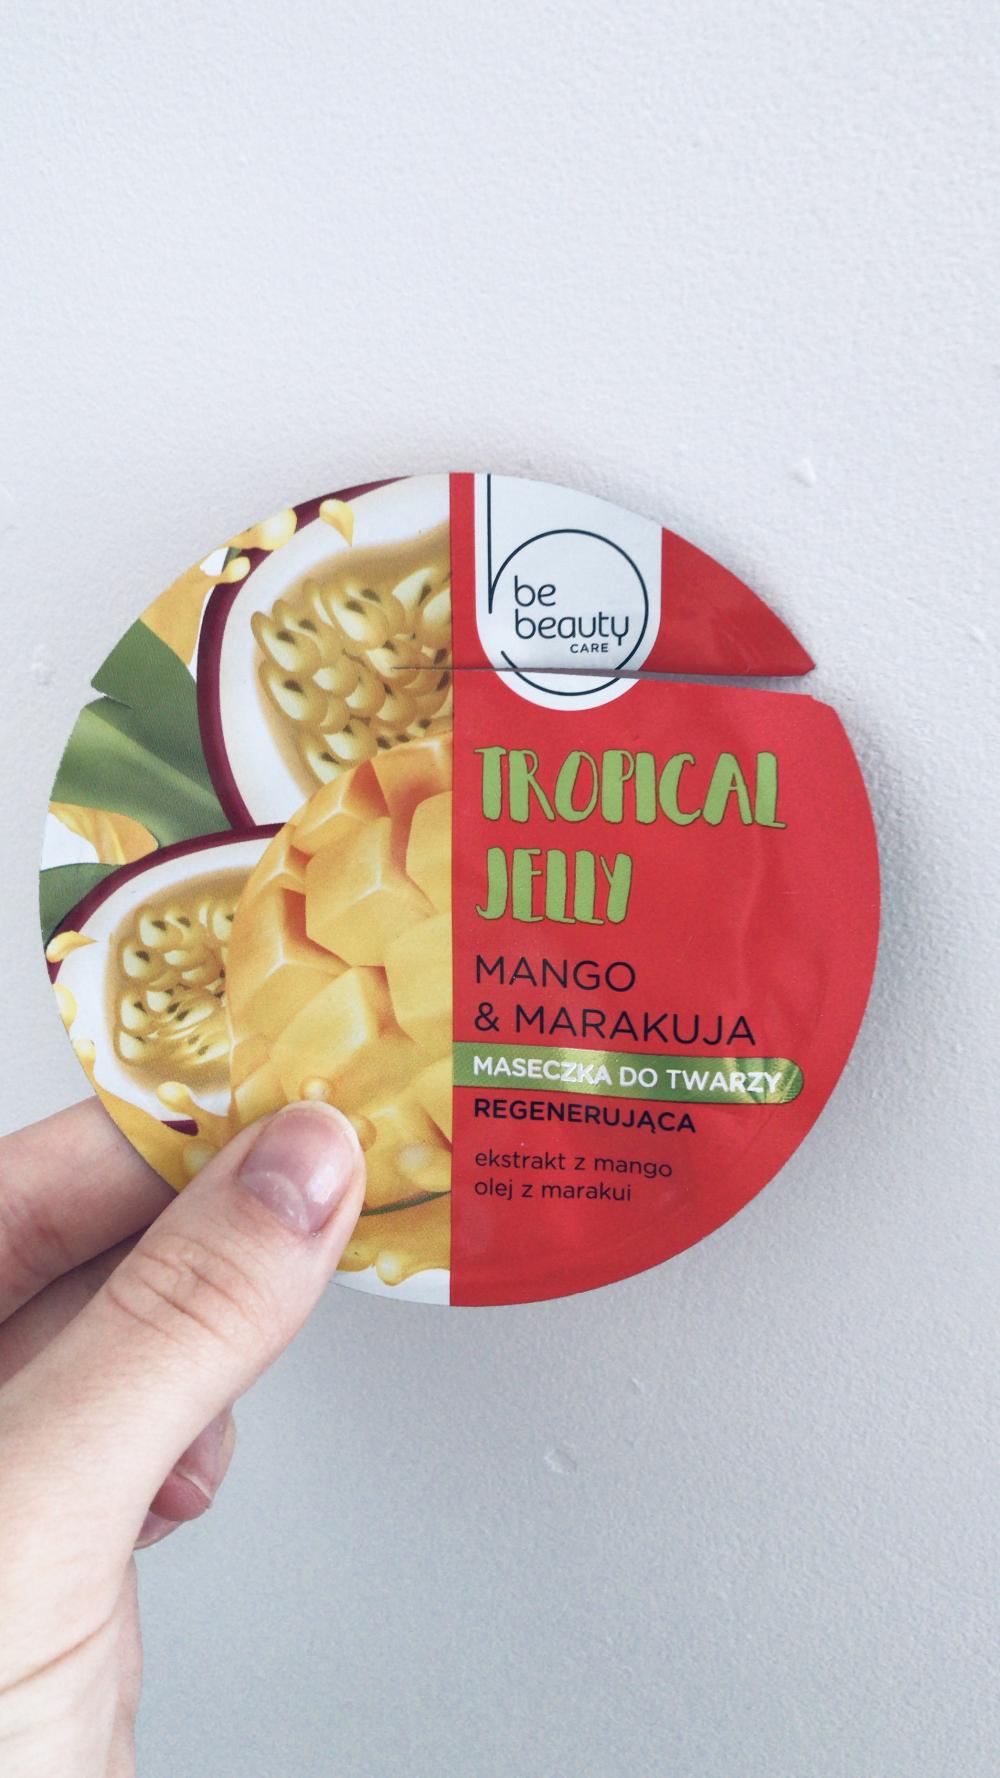 be
beauty
CARE
TROPICAL
JELLY
MANGO
& MARAKUJA
MASECZKA DO TWARZY
REGENERUJĄCA
ekstrakt z mango
olej z marakui